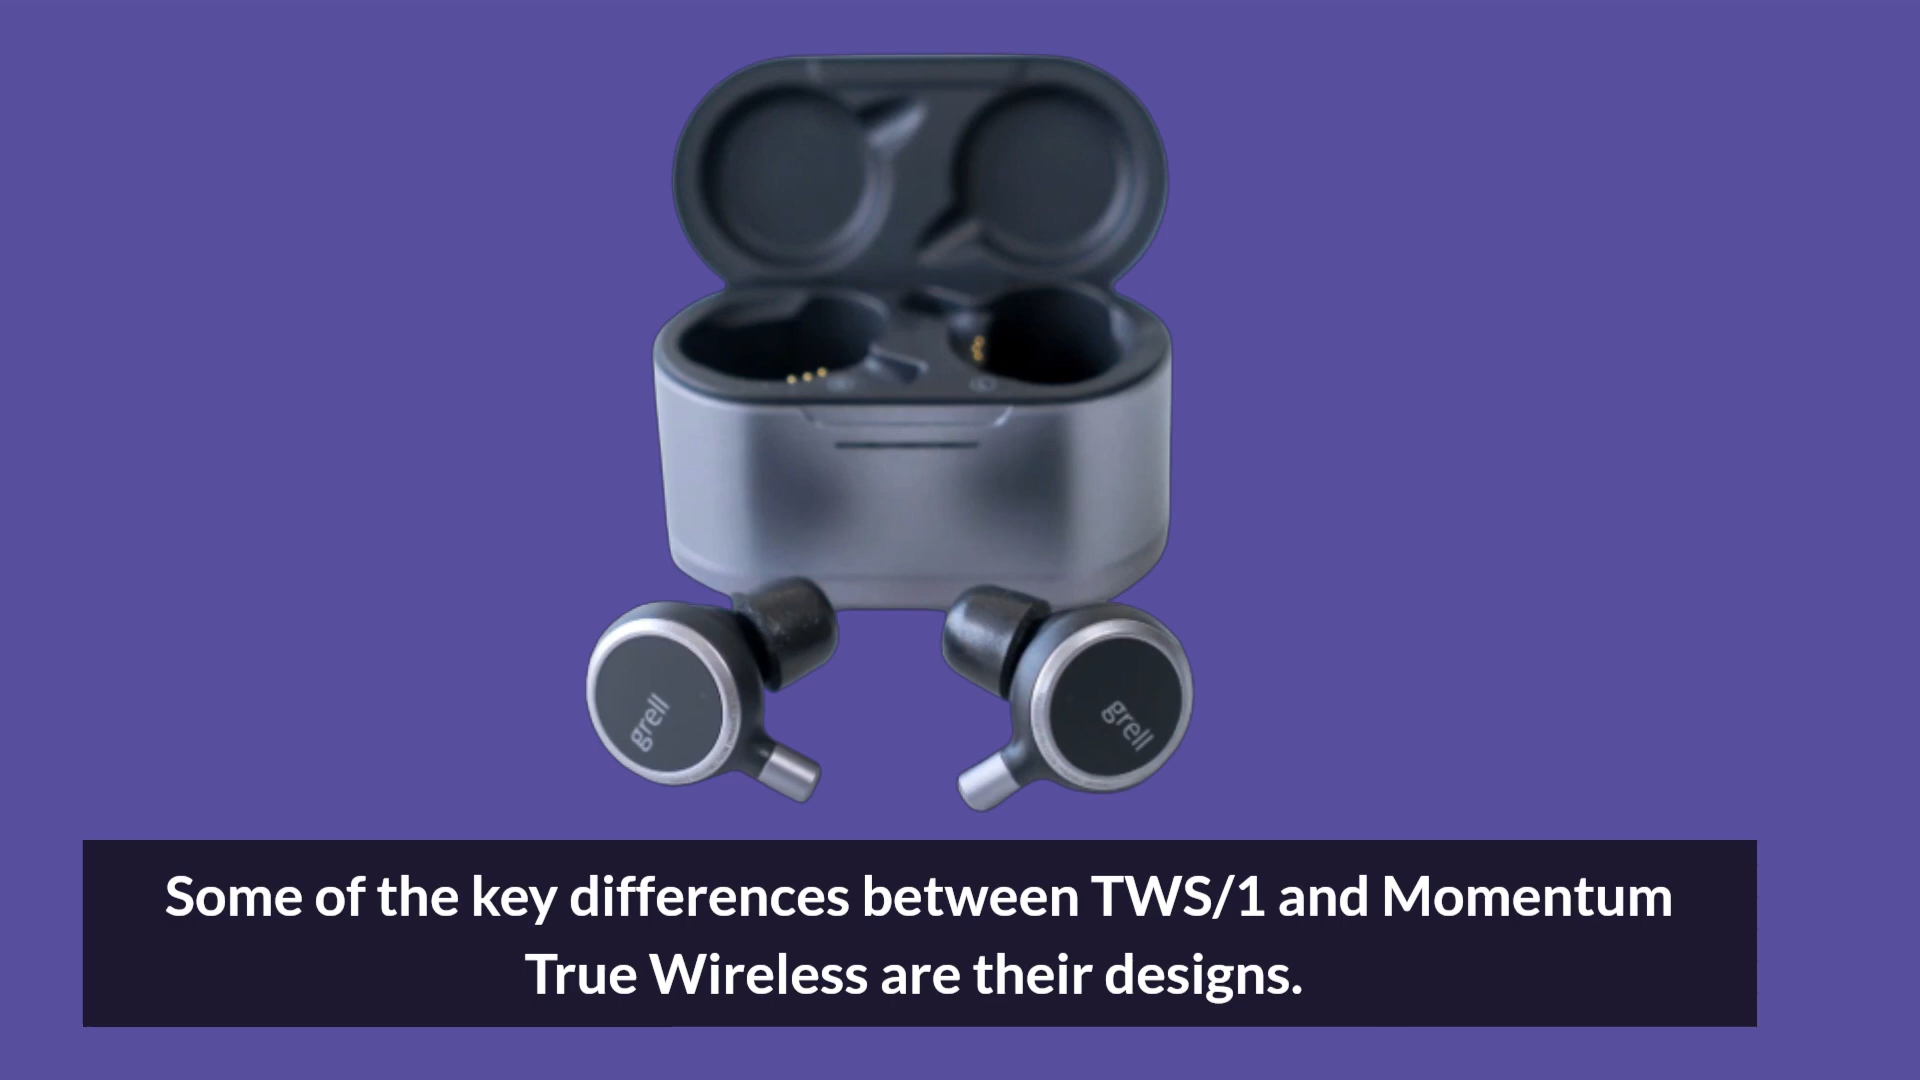 grell
grell
Some of the key differences between TWS/1 and Momentum
True Wireless are their designs.